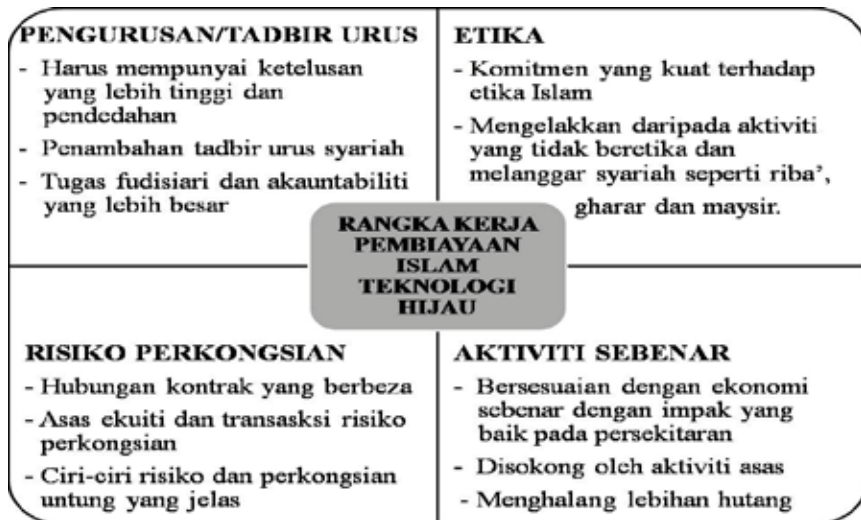 PENGURUSAN/TADBIR URUS
- Harus mempunyai ketelusan
yang lebih tinggi dan
pendedahan
- Penambahan tadbir urus syariah
- Tugas fudisiari dan akauntabiliti
yang lebih besar
ETIKA
- Komitmen yang kuat terhadap
etika Islam
- Mengelakkan daripada aktiviti
yang tidak beretika dan
melanggar syariah seperti riba’,
gharar dan maysir.
RANGKA KERJA
PEMBIAYAAN
ISLAM
TEKNOLOGI
HIJAU
RISIKO PERKONGSIAN
- Hubungan kontrak yang berbeza
- Asas ekuiti dan transasksi risiko
perkongsian
- Ciri-ciri risiko dan perkongsian
untung yang jelas
AKTIVITI SEBENAR
- Bersesuaian dengan ekonomi
sebenar dengan impak yang
baik pada persekitaran
- Disokong oleh aktiviti asas
- Menghalang lebihan hutang